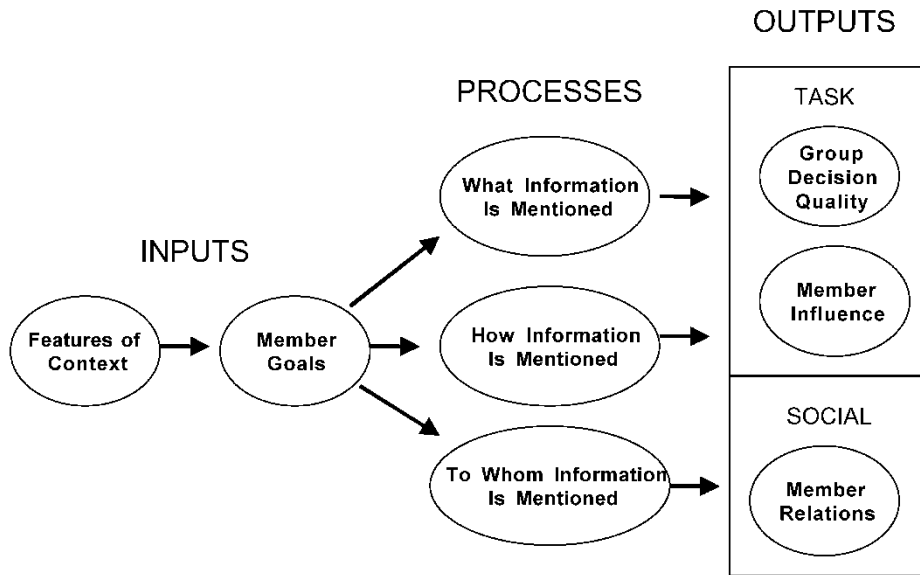 OUTPUTS
PROCESSES
INPUTS
TASK
Group
Decision
Quality
What Information
Is Mentioned
Member
Influence
Features of
Context
Member
Goals
How Information
Is Mentioned
SOCIAL
To Whom Information
Is Mentioned
Member
Relations